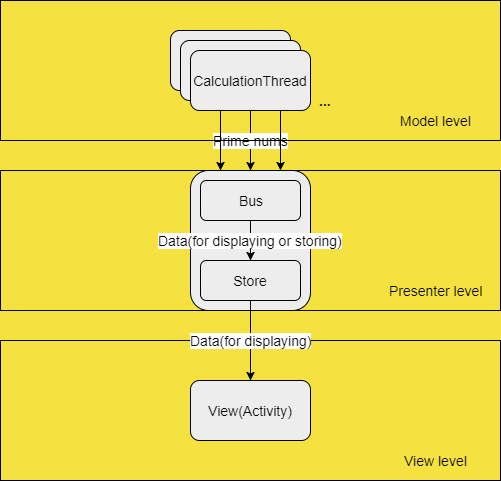 CalculationThread
...
Model level
Prime nums
Bus
Data(for displaying or storing)
Store
Presenter level
Data(for displaying)
View(Activity)
View level